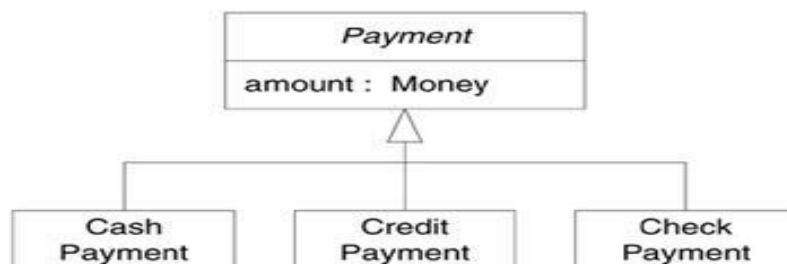 Payment
amount : Money
Cash
Payment
Credit
Payment
Check
Payment